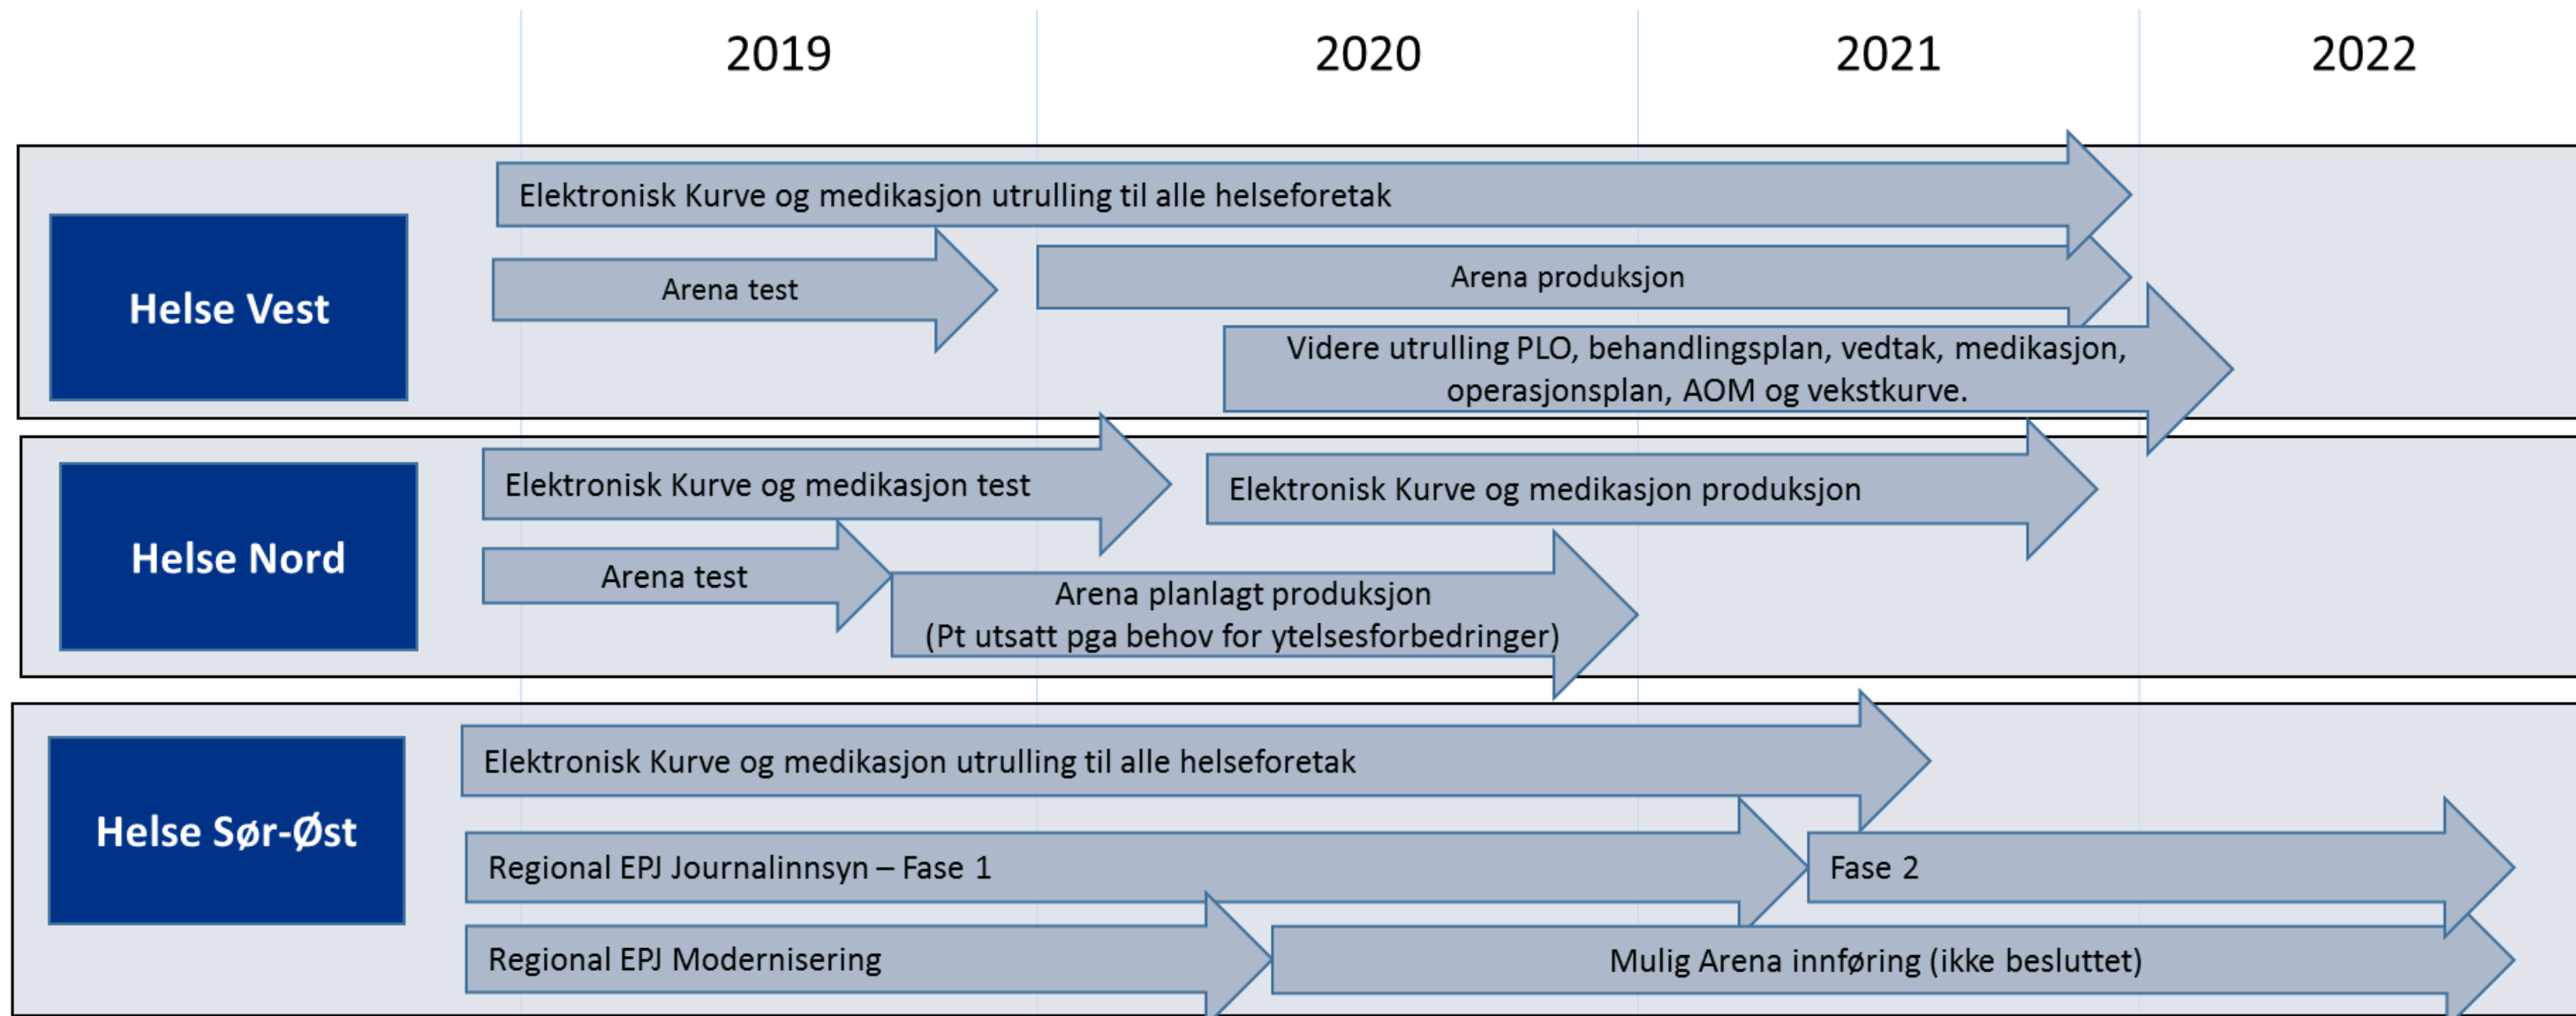 2019
2020
2021
2022
Helse Vest
Elektronisk Kurve og medikasjon utrulling til alle helseforetak
Arena test
Arena produksjon
Videre utrulling PLO, behandlingsplan, vedtak, medikasjon,
operasjonsplan, AOM og vekstkurve.
Helse Nord
Elektronisk Kurve og medikasjon test
Elektronisk Kurve og medikasjon produksjon
Arena test
Arena planlagt produksjon
(Pt utsatt pga behov for ytelsesforbedringer)
Helse Sør-Øst
Elektronisk Kurve og medikasjon utrulling til alle helseforetak
Regional EPJ Journalinnsyn – Fase 1
Fase 2
Regional EPJ Modernisering
Mulig Arena innføring (ikke besluttet)